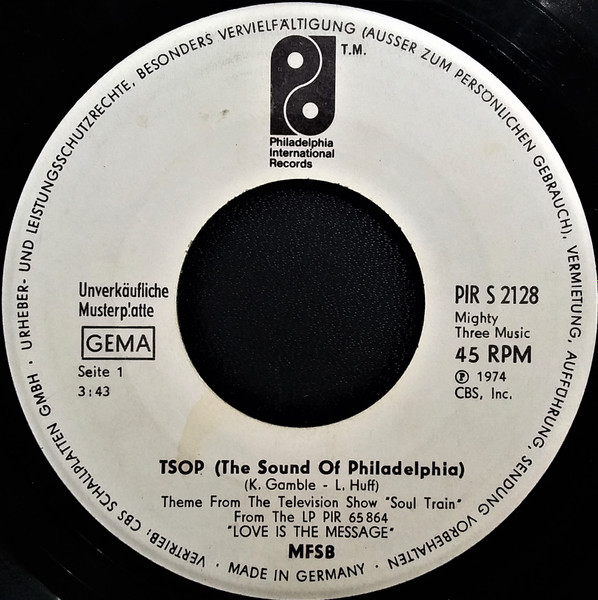 URHEBER- UND LEISTUNGSSCHUTZRECHTE, BESONDERS VERVIELFÄLTIGUNG (AUSSER ZUM PERSÖNLICHEN GEBRAUCH), VERMIETUNG, AUFFÜHRUNG, SENDUNG VORBEHALTEN
T.M.
Philadelphia
International
Records
Unverkäufliche
Musterp'atte
GEMA
Seite 1
3:43
PIR S 2128
Mighty
Three Music
45 RPM
Ⓟ 1974
CBS, Inc.
TSOP (The Sound Of Philadelphia)
(K. Gamble - L. Huff)
Theme From The Television Show "Soul Train"
From The LP PIR 65 864
"LOVE IS THE MESSAGE"
MFSB
· VERTRIEB, CBS SCHALLPLATTEN GMBH ·
· MADE IN GERMANY ·